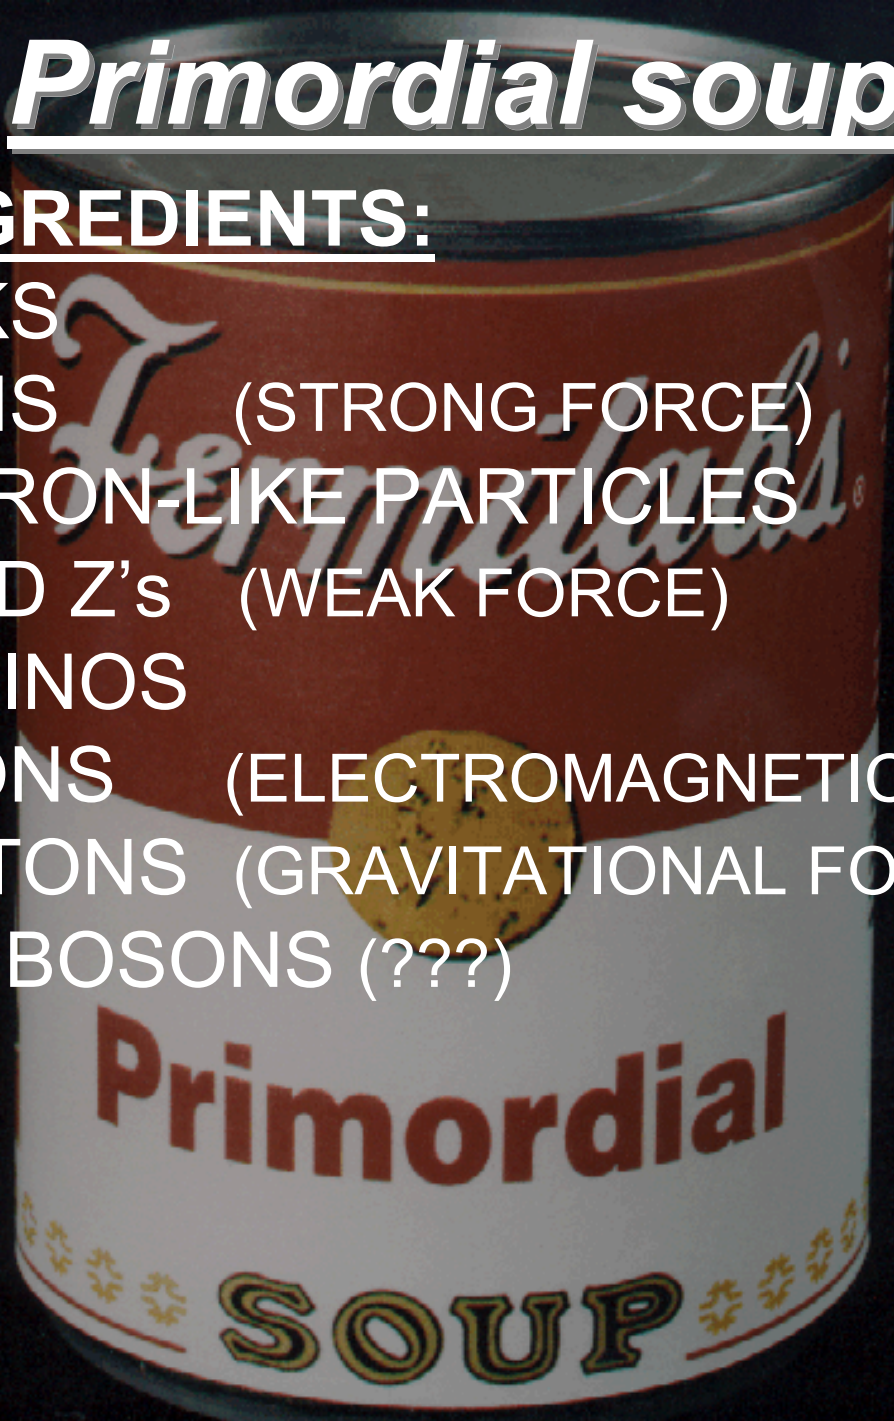 Primordial soup
GREDIENTS:
KS
NS (STRONG FORCE)
RON-LIKE PARTICLES
D Z’s (WEAK FORCE)
INOS
ONS (ELECTROMAGNETIC
TONS (GRAVITATIONAL FO
BOSONS (???)
Fermilab's
®
Primordial
SOUP